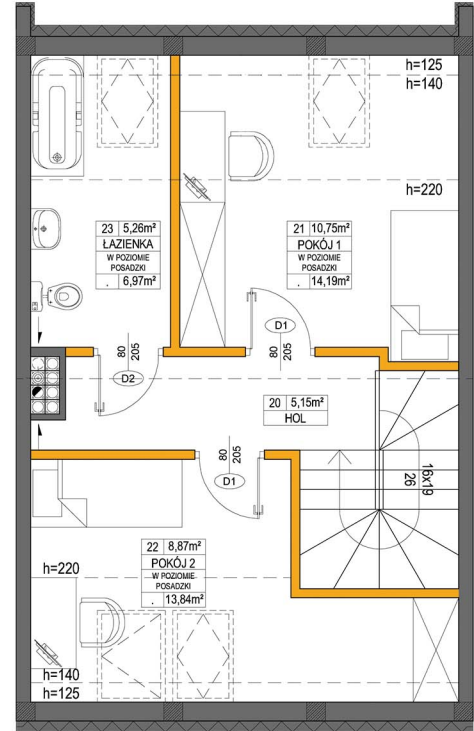 h=125
h=140
h=220
23 5,26m²
ŁAZIENKA
W POZIOMIE
POSADZKI
. 6,97m²
21 10,75m²
POKÓJ 1
W POZIOMIE
POSADZKI
. 14,19m²
D1
80
205
80
205
D2
20 5,15m²
HOL
80
205
D1
16x19
26
22 8,87m²
POKÓJ 2
W POZIOMIE
POSADZKI
. 13,84m²
h=220
h=140
h=125